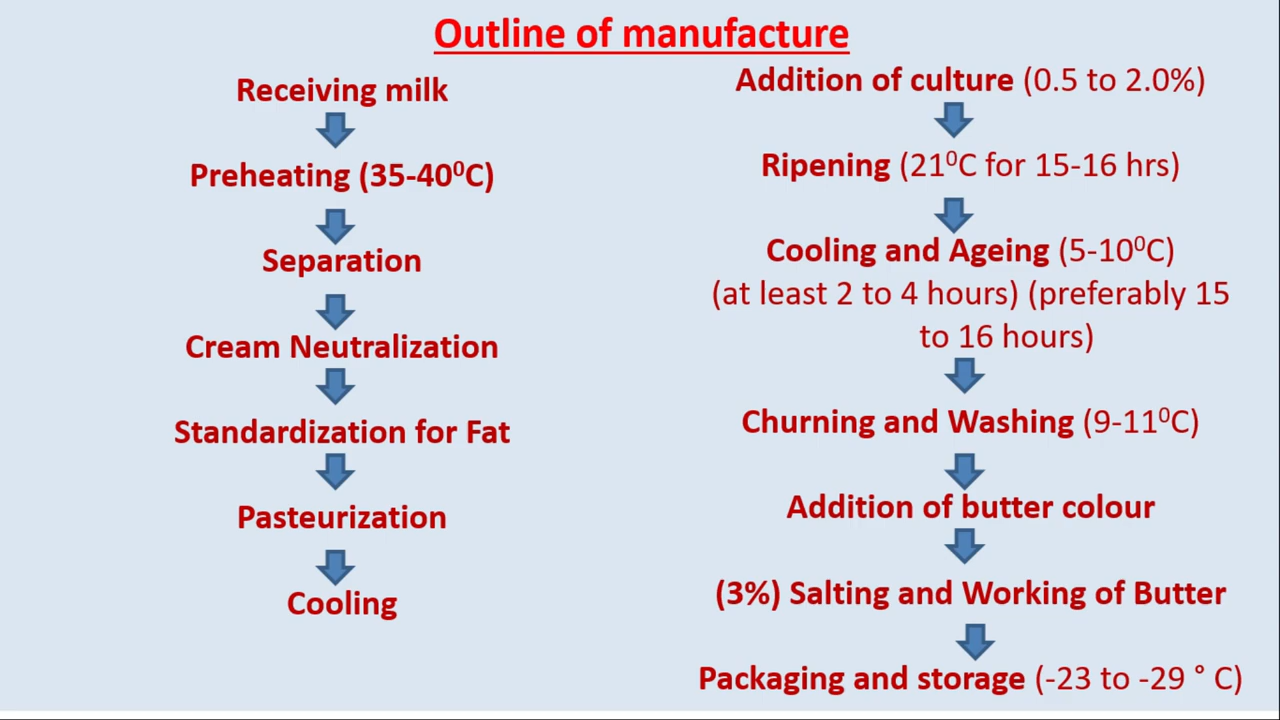 Outline of manufacture
Receiving milk
Preheating (35-40⁰C)
Separation
Cream Neutralization
Standardization for Fat
Pasteurization
Cooling
Addition of culture (0.5 to 2.0%)
Ripening (21⁰C for 15-16 hrs)
Cooling and Ageing (5-10⁰C)
(at least 2 to 4 hours) (preferably 15
to 16 hours)
Churning and Washing (9-11⁰C)
Addition of butter colour
(3%) Salting and Working of Butter
Packaging and storage (-23 to -29 ° C)